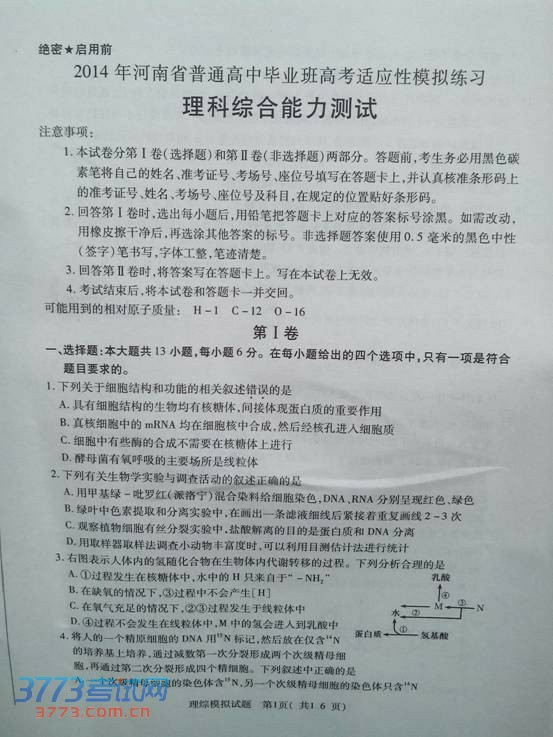 绝密★启用前
2014年河南省普通高中毕业班高考适应性模拟练习
理科综合能力测试
注意事项:
1.本试卷分第Ⅰ卷(选择题)和第Ⅱ卷(非选择题)两部分。答题前,考生务必用黑色碳
素笔将自己的姓名、准考证号、考场号、座位号填写在答题卡上,并认真核准条形码上
的准考证号、姓名、考场号、座位号及科目,在规定的位置贴好条形码。
2.回答第Ⅰ卷时,选出每小题后,用铅笔把答题卡上对应的答案标号涂黑。如需改动,
用橡皮擦干净后,再选涂其他答案的标号。非选择题答案使用0.5毫米的黑色中性
(签字)笔书写,字体工整,笔迹清楚。
3.回答第Ⅱ卷时,将答案写在答题卡上。写在本试卷上无效。
4.考试结束后,将本试卷和答题卡一并交回。
可能用到的相对原子质量: H-1 C-12 O-16
第Ⅰ卷
一、选择题:本大题共13小题,每小题6分。在每小题给出的四个选项中,只有一项是符合
题目要求的。
1.下列关于细胞结构和功能的相关叙述错误的是
A.具有细胞结构的生物均有核糖体,间接体现蛋白质的重要作用
B.真核细胞中的mRNA均在细胞核中合成,然后经核孔进入细胞质
C.细胞中有些酶的合成不需要在核糖体上进行
D.酵母菌有氧呼吸的主要场所是线粒体
2.下列有关生物学实验与调查活动的叙述正确的是
A.用甲基绿-吡罗红(派洛宁)混合染料给细胞染色,DNA、RNA分别呈现红色、绿色
B.绿叶中色素提取和分离实验中,在画出一条滤液细线后紧接着重复画线2-3次
C.观察植物细胞有丝分裂实验中,盐酸解离的目的是蛋白质和DNA分离
D.用取样器取样法调查小动物丰富度时,可以利用目测估计法进行统计
3.右图表示人体内的氢随化合物在生物体内代谢转移的过程。下列分析合理的是
A.①过程发生在核糖体中,水中的H只来自于“-NH₂”
B.在缺氧的情况下,③过程中不会产生[H]
C.在氧气充足的情况下,②③过程发生于线粒体中
D.④过程不会发生在线粒体中,M中的氢会进入到乳酸中
乳酸
④
水 ② M ③ N
蛋白质 ① 氨基酸
4.将人的一个精原细胞的DNA用¹⁵N标记,然后放在仅含¹⁴N
的培养基上培养,通过减数第一次分裂形成两个次级精母细
胞,再通过第二次分裂形成四个精细胞。下列叙述中正确的是
A.一个次级精母细胞的染色体含¹⁵N,另一个次级精母细胞的染色体只含¹⁴N
理综模拟试题 第1页(共16页)
3773考试网
www.3773.com.cn